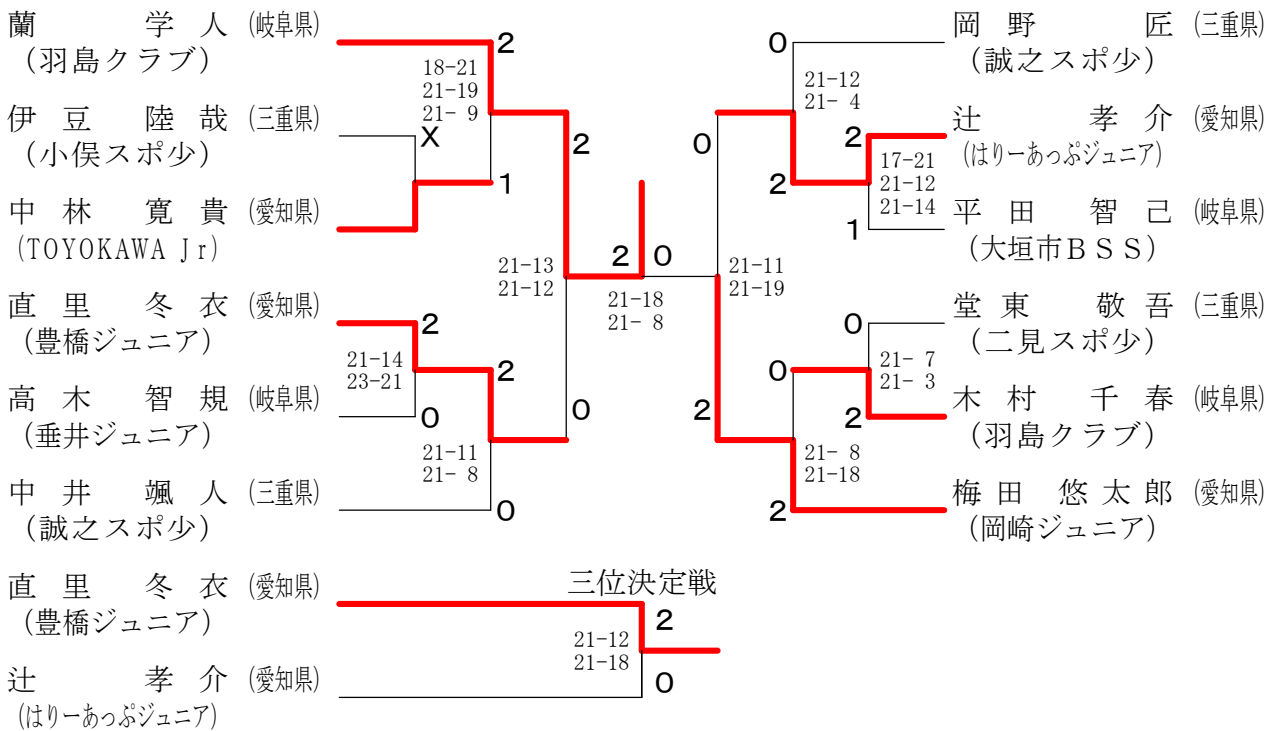 蘭 学 人 (岐阜県)
(羽島クラブ)
伊 豆 陸 哉 (三重県)
(小俣スポ少)
中 林 寛 貴 (愛知県)
(TOYOKAWA Jr)
直 里 冬 衣 (愛知県)
(豊橋ジュニア)
高 木 智 規 (岐阜県)
(垂井ジュニア)
中 井 颯 人 (三重県)
(誠之スポ少)
2
18-21
21-19
21- 9
X
1
2
2
21-14
23-21
0
2
21-11
21- 8
0
0
21-13
21-12
2 0
21-18
21- 8
岡 野 匠 (三重県)
(誠之スポ少)
辻 孝 介 (愛知県)
(はりーあっぷジュニア)
平 田 智 己 (岐阜県)
(大垣市BSS)
堂 東 敬 吾 (三重県)
(二見スポ少)
木 村 千 春 (岐阜県)
(羽島クラブ)
梅 田 悠 太 郎 (愛知県)
(岡崎ジュニア)
0
21-12
21- 4
2
2
17-21
21-12
21-14
1
0
21-11
21-19
2
0
21- 7
21- 3
2
0
21- 8
21-18
2
三位決定戦
直 里 冬 衣 (愛知県)
(豊橋ジュニア)
辻 孝 介 (愛知県)
(はりーあっぷジュニア)
2
21-12
21-18
0